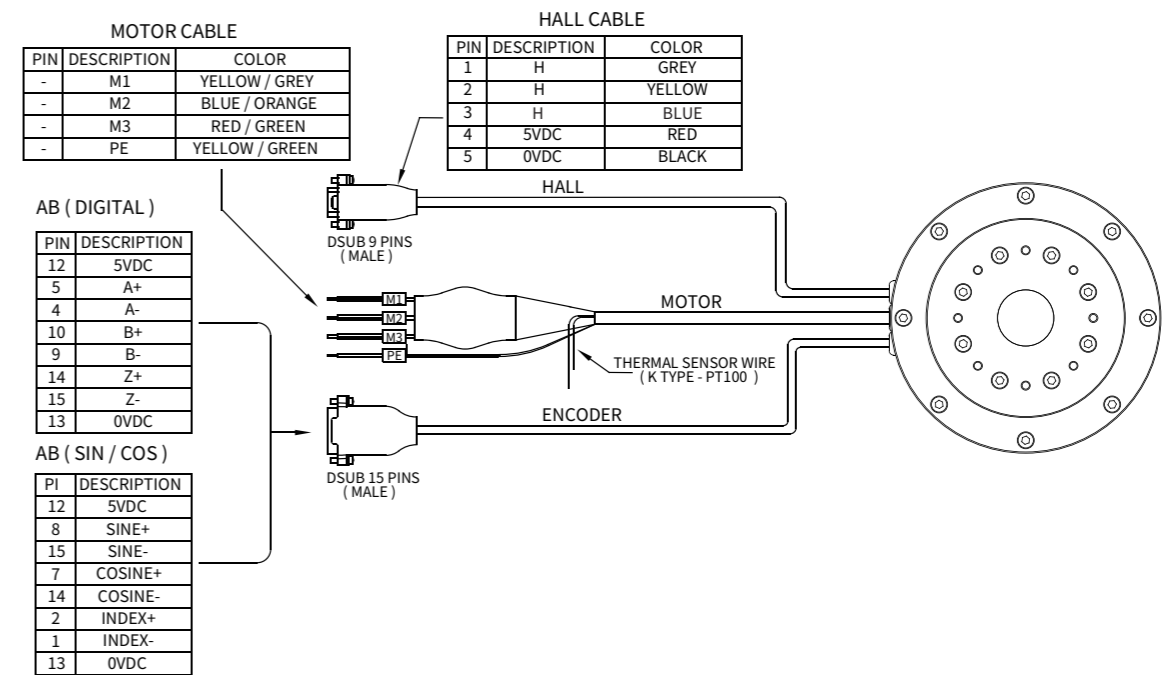 MOTOR CABLE
PIN DESCRIPTION COLOR
- M1 YELLOW / GREY
- M2 BLUE / ORANGE
- M3 RED / GREEN
- PE YELLOW / GREEN
HALL CABLE
PIN DESCRIPTION COLOR
1 H GREY
2 H YELLOW
3 H BLUE
4 5VDC RED
5 0VDC BLACK
AB ( DIGITAL )
PIN DESCRIPTION
12 5VDC
5 A+
4 A-
10 B+
9 B-
14 Z+
15 Z-
13 0VDC
AB ( SIN / COS )
PI DESCRIPTION
12 5VDC
8 SINE+
15 SINE-
7 COSINE+
14 COSINE-
2 INDEX+
1 INDEX-
13 0VDC
HALL
DSUB 9 PINS
( MALE )
M1
M2
M3
PE
MOTOR
THERMAL SENSOR WIRE
( K TYPE - PT100 )
ENCODER
DSUB 15 PINS
( MALE )